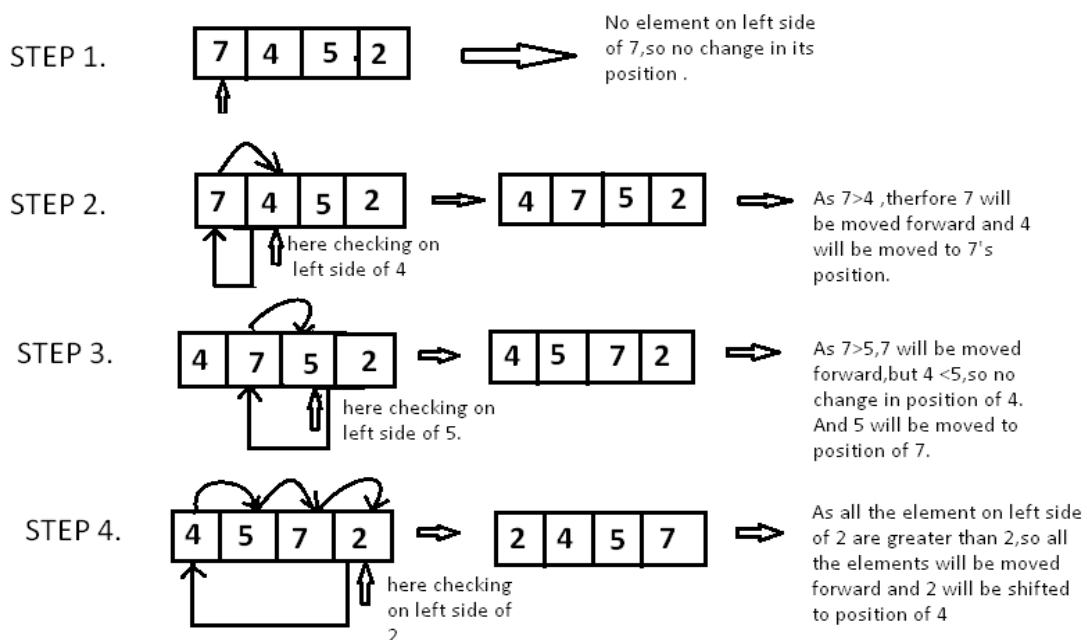 STEP 1.
7 4 5 2
No element on left side
of 7,so no change in its
position .
STEP 2.
7 4 5 2
here checking on
left side of 4
4 7 5 2
As 7>4 ,therfore 7 will
be moved forward and 4
will be moved to 7's
position.
STEP 3.
4 7 5 2
here checking on
left side of 5.
4 5 7 2
As 7>5,7 will be moved
forward,but 4 <5,so no
change in position of 4.
And 5 will be moved to
position of 7.
STEP 4.
4 5 7 2
here checking
on left side of
2
2 4 5 7
As all the element on left side
of 2 are greater than 2,so all
the elements will be moved
forward and 2 will be shifted
to position of 4